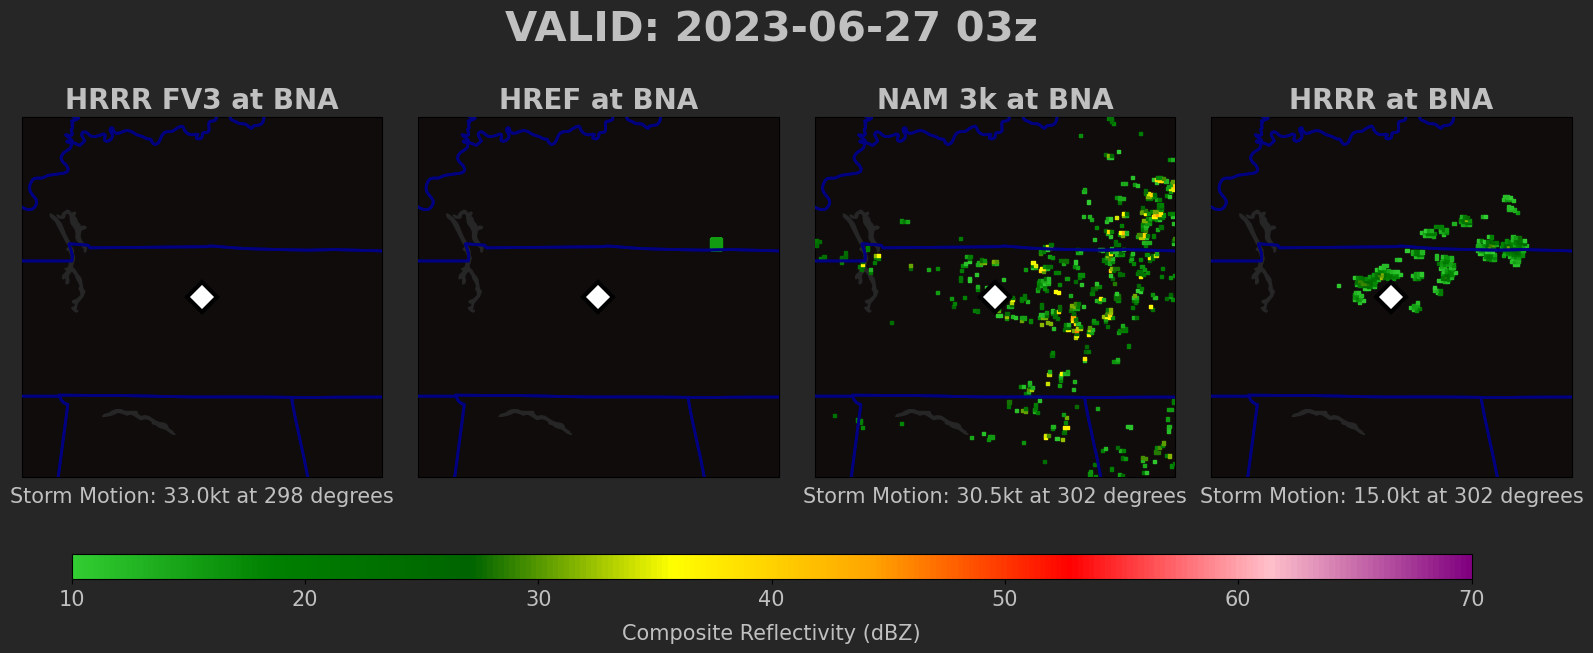 VALID: 2023-06-27 03z
HRRR FV3 at BNA
HREF at BNA
NAM 3k at BNA
HRRR at BNA
Storm Motion: 33.0kt at 298 degrees
Storm Motion: 30.5kt at 302 degrees
Storm Motion: 15.0kt at 302 degrees
10 20 30 40 50 60 70
Composite Reflectivity (dBZ)